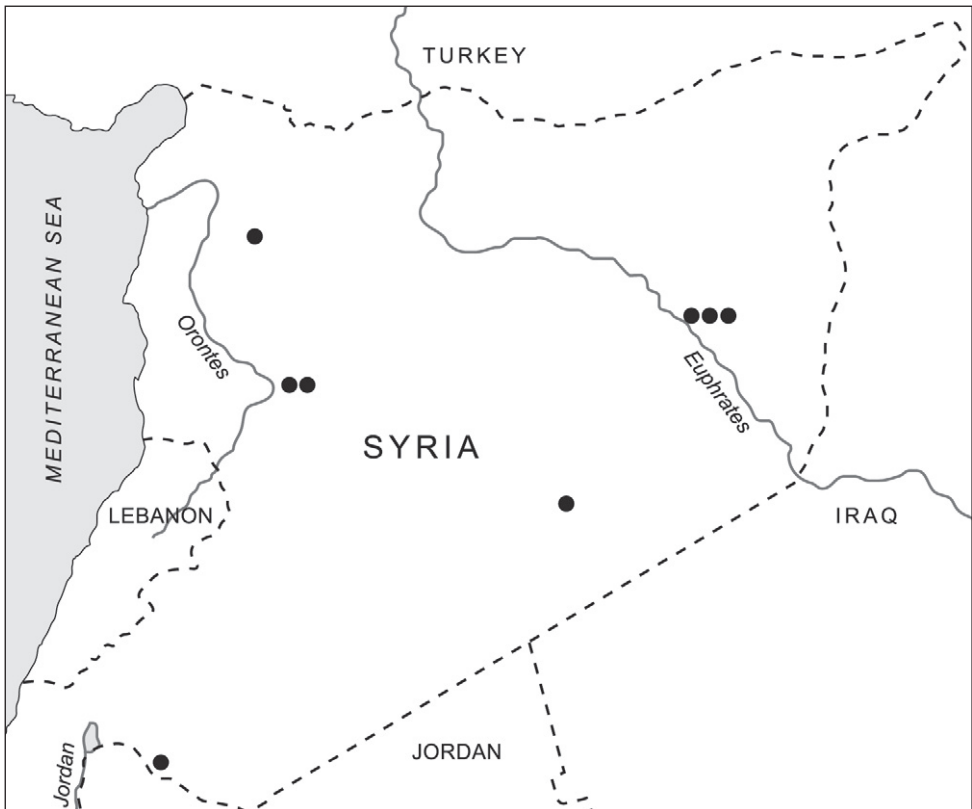 TURKEY
MEDITERRANEAN SEA
Orontes
Euphrates
SYRIA
LEBANON
IRAQ
JORDAN
Jordan